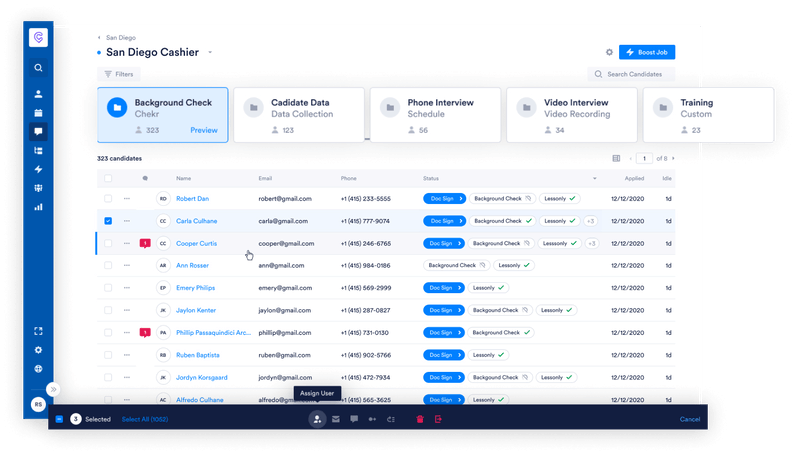 San Diego
San Diego Cashier
Boost Job
Filters
Search Candidates
Background Check
Chekr
323
Preview
Cadidate Data
Data Collection
123
Phone Interview
Schedule
56
Video Interview
Video Recording
34
Training
Custom
23
323 candidates
1 of 8
Name Email Phone Status Applied Idle
RD Robert Dan robert@gmail.com +1 (415) 233-5555 Doc Sign Background Check Lessonly 12/12/2020 1d
CC Carla Culhane carla@gmail.com +1 (415) 777-9074 Doc Sign Background Check Lessonly +3 12/12/2020 1d
1 CC Cooper Curtis cooper@gmail.com +1 (415) 246-6765 Doc Sign Background Check Lesssonly +3 12/12/2020 1d
AR Ann Rosser ann@gmail.com +1 (415) 984-0186 Background Check Lessonly 12/12/2020 1d
EP Emery Philips emery@gmail.com +1 (415) 569-2999 Doc Sign Lessonly 12/12/2020 1d
JK Jaylon Kenter jaylon@gmail.com +1 (415) 287-0827 Doc Sign Background Check Lessonly 12/12/2020 1d
1 PA Phillip Passaquindici Arc... phillip@gmail.com +1 (415) 731-0130 Doc Sign Background Check 12/12/2020 1d
RB Ruben Baptista ruben@gmail.com +1 (415) 902-5766 Doc Sign Lessonly 12/12/2020 1d
JK Jordyn Korsgaard jordyn@gmail.com +1 (415) 472-7934 Doc Sign Backgound Check Lessonly 12/12/2020 1d
AC Alfredo Culhane alfredo@gmail.com +1 (415) 565-3625 Doc Sign Lessonly 12/12/2020 1d
Assign User
RS
3 Selected Select All (1052) Cancel